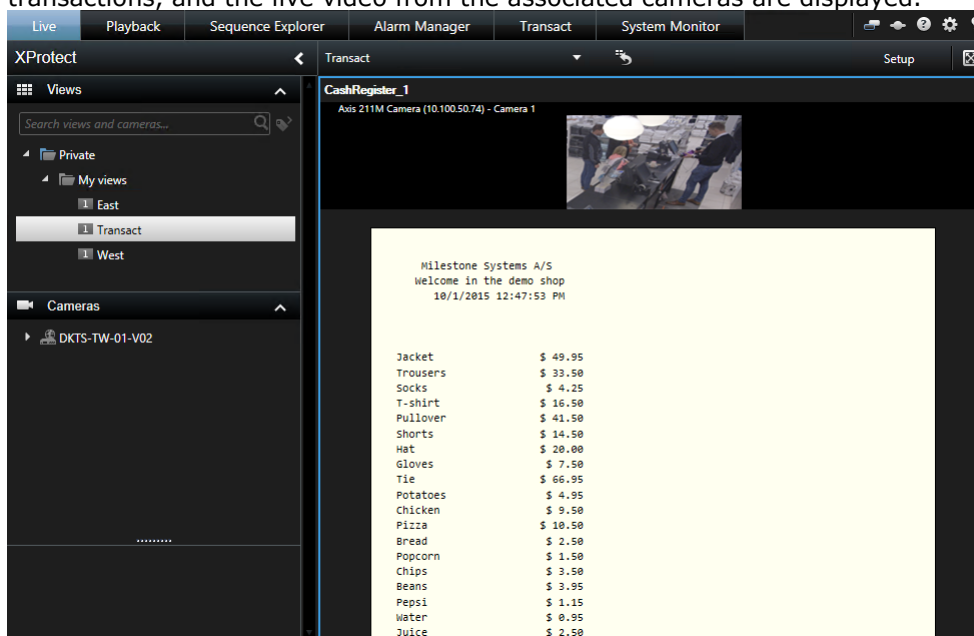 transactions, and the live video from the associated cameras are displayed.
Live Playback Sequence Explorer Alarm Manager Transact System Monitor
XProtect
Transact
Setup
Views
Search views and cameras...
Private
My views
1 East
1 Transact
1 West
Cameras
DKTS-TW-01-V02
CashRegister_1
Axis 211M Camera (10.100.50.74) - Camera 1
Milestone Systems A/S
Welcome in the demo shop
10/1/2015 12:47:53 PM
Jacket $ 49.95
Trousers $ 33.50
Socks $ 4.25
T-shirt $ 16.50
Pullover $ 41.50
Shorts $ 14.50
Hat $ 20.00
Gloves $ 7.50
Tie $ 66.95
Potatoes $ 4.95
Chicken $ 9.50
Pizza $ 10.50
Bread $ 2.50
Popcorn $ 1.50
Chips $ 3.50
Beans $ 3.95
Pepsi $ 1.15
Water $ 0.95
Juice $ 2.50